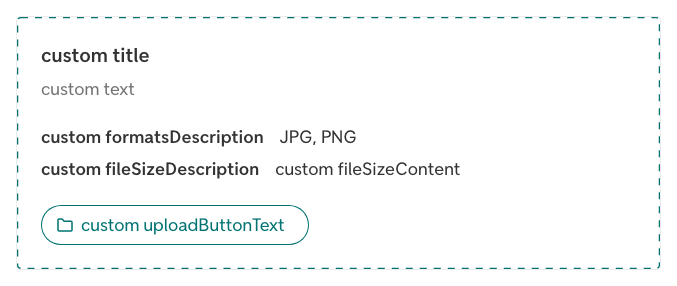 custom title
custom text
custom formatsDescription JPG, PNG
custom fileSizeDescription custom fileSizeContent
custom uploadButtonText